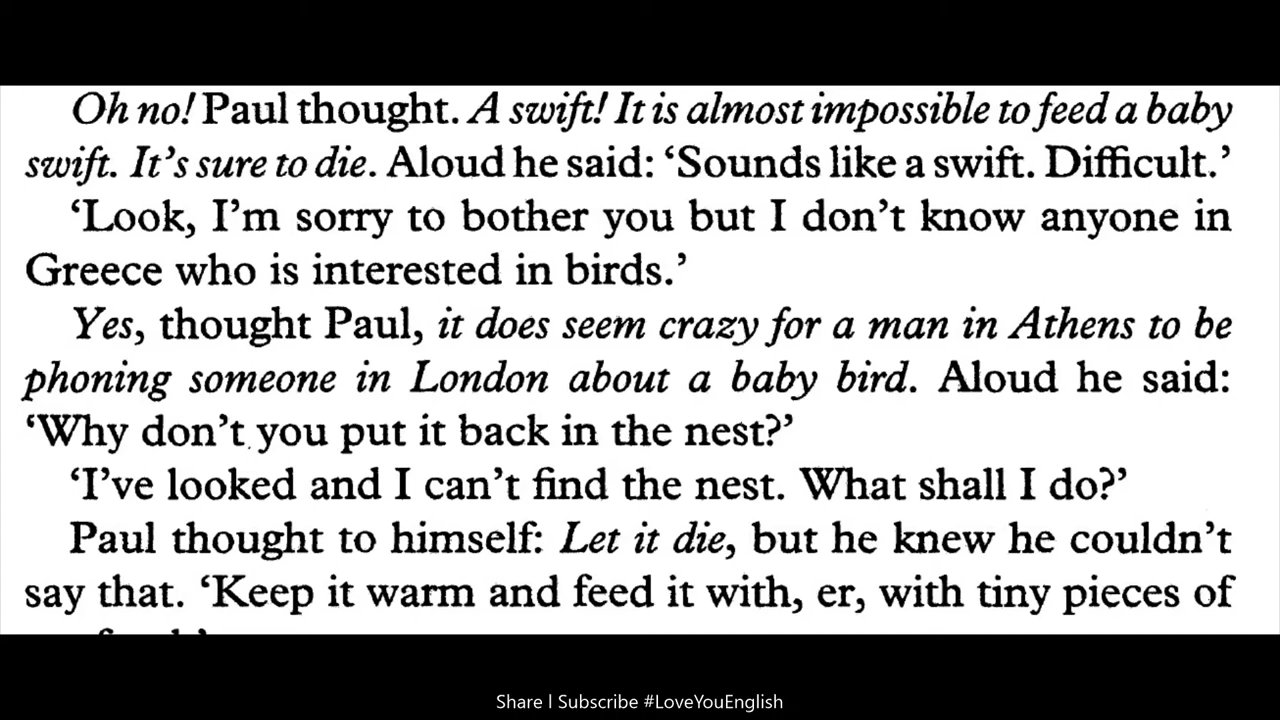 Oh no! Paul thought. A swift! It is almost impossible to feed a baby
swift. It's sure to die. Aloud he said: ‘Sounds like a swift. Difficult.’
‘Look, I’m sorry to bother you but I don’t know anyone in
Greece who is interested in birds.’
Yes, thought Paul, it does seem crazy for a man in Athens to be
phoning someone in London about a baby bird. Aloud he said:
‘Why don’t you put it back in the nest?’
‘I’ve looked and I can’t find the nest. What shall I do?’
Paul thought to himself: Let it die, but he knew he couldn’t
say that. ‘Keep it warm and feed it with, er, with tiny pieces of
Share | Subscribe #LoveYouEnglish